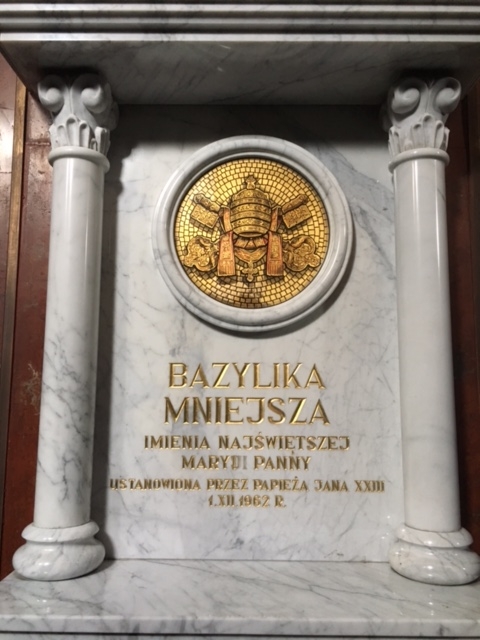 BAZYLIKA
MNIEJSZA
IMIENIA NAJŚWIĘTSZEJ
MARYJI PANNY
USTANOWIONA PRZEZ PAPIEŻA JANA XXIII
1.XII.1962 R.